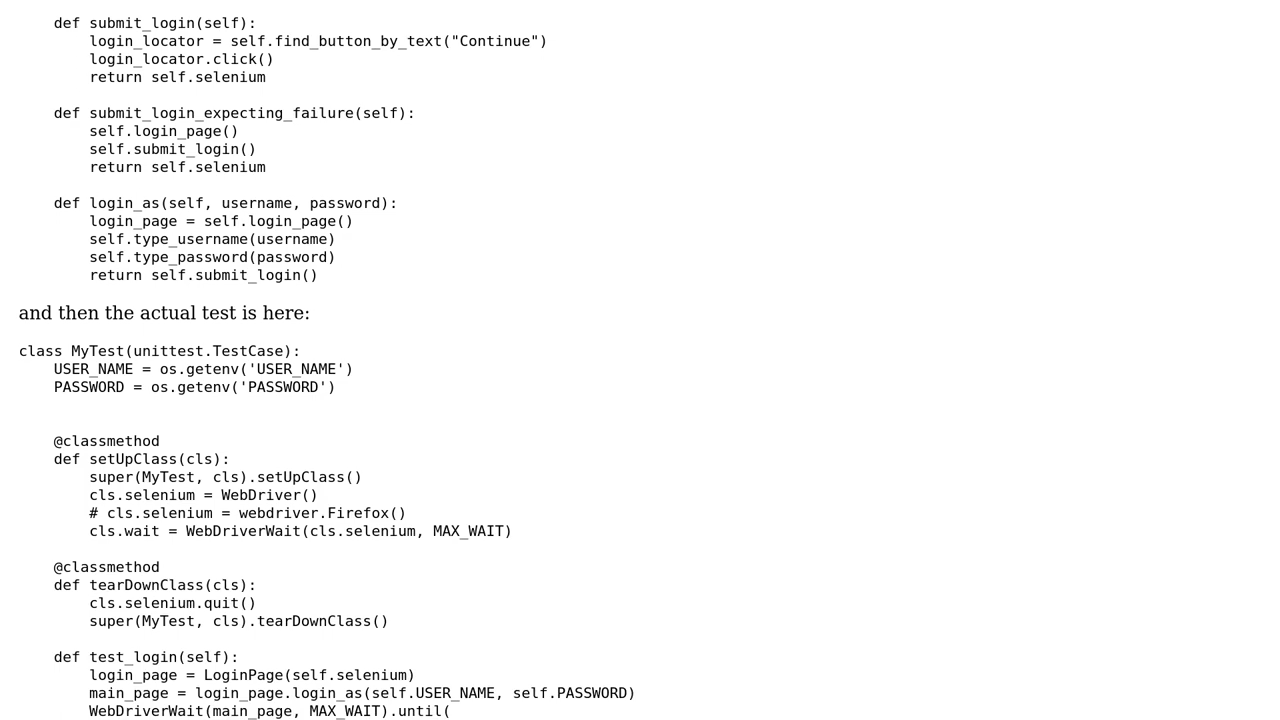 def submit_login(self):
        login_locator = self.find_button_by_text("Continue")
        login_locator.click()
        return self.selenium

    def submit_login_expecting_failure(self):
        self.login_page()
        self.submit_login()
        return self.selenium

    def login_as(self, username, password):
        login_page = self.login_page()
        self.type_username(username)
        self.type_password(password)
        return self.submit_login()

and then the actual test is here:

class MyTest(unittest.TestCase):
    USER_NAME = os.getenv('USER_NAME')
    PASSWORD = os.getenv('PASSWORD')


    @classmethod
    def setUpClass(cls):
        super(MyTest, cls).setUpClass()
        cls.selenium = WebDriver()
        # cls.selenium = webdriver.Firefox()
        cls.wait = WebDriverWait(cls.selenium, MAX_WAIT)

    @classmethod
    def tearDownClass(cls):
        cls.selenium.quit()
        super(MyTest, cls).tearDownClass()

    def test_login(self):
        login_page = LoginPage(self.selenium)
        main_page = login_page.login_as(self.USER_NAME, self.PASSWORD)
        WebDriverWait(main_page, MAX_WAIT).until(